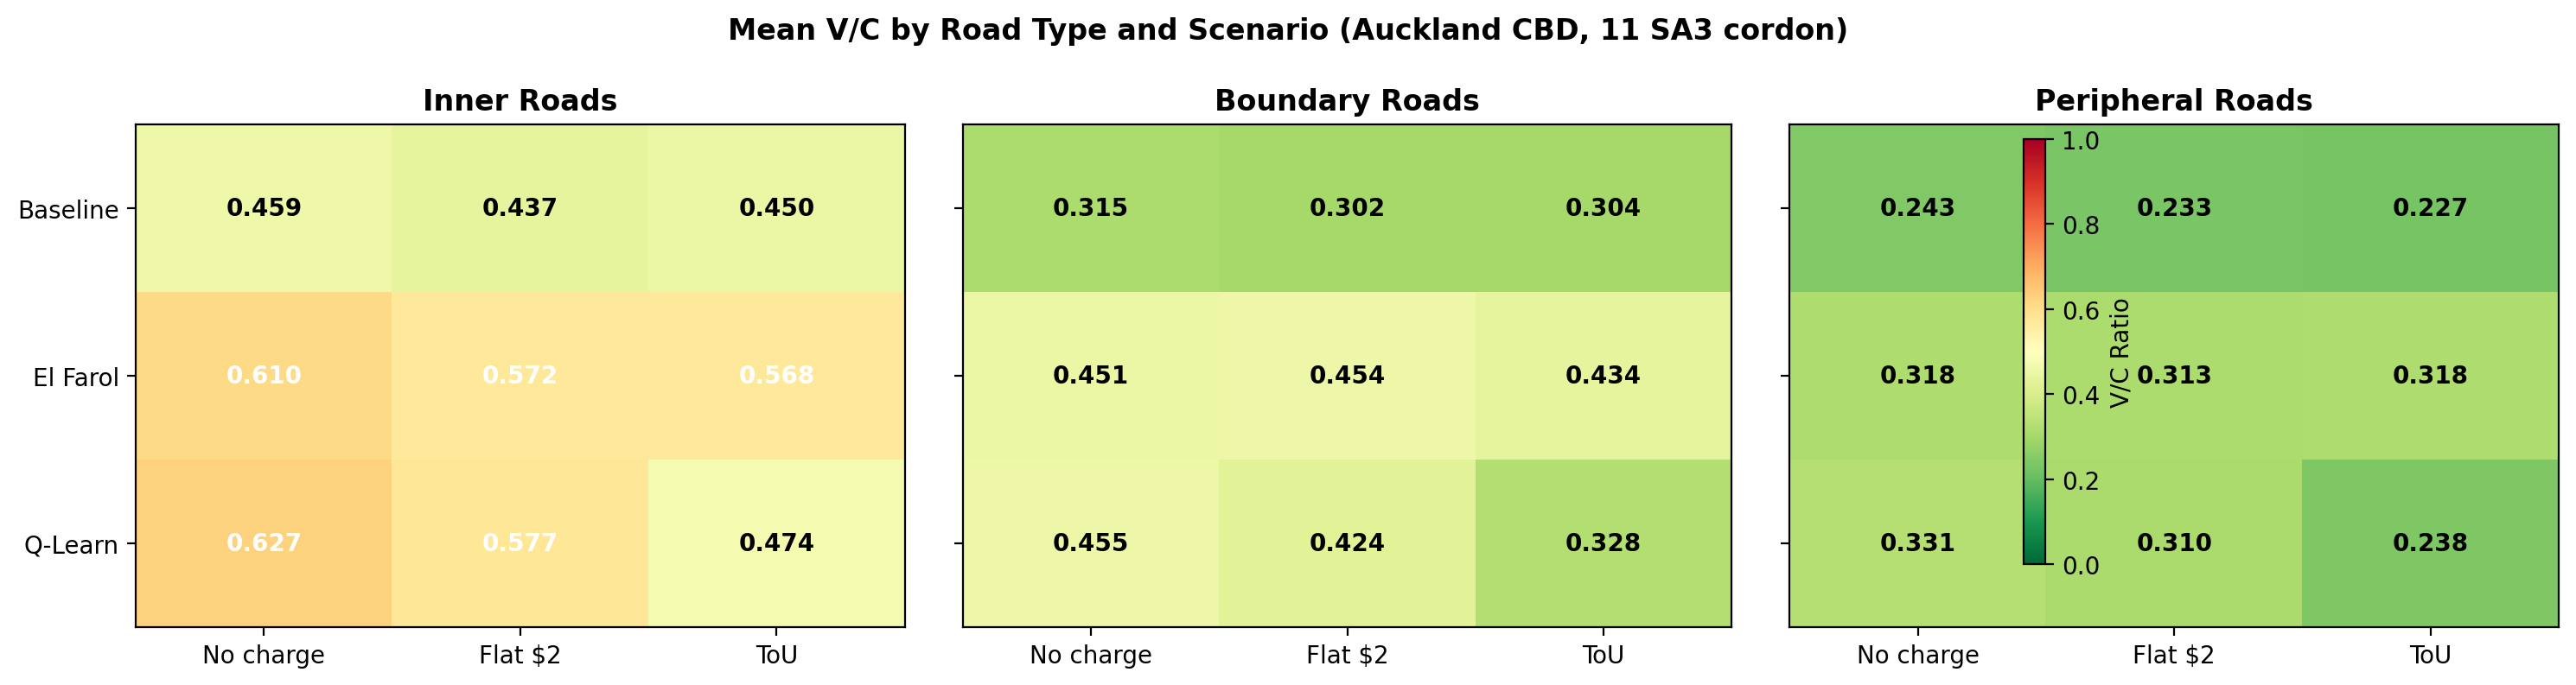 Mean V/C by Road Type and Scenario (Auckland CBD, 11 SA3 cordon)
Inner Roads
Baseline 0.459 0.437 0.450
El Farol 0.610 0.572 0.568
Q-Learn 0.627 0.577 0.474
No charge Flat $2 ToU
Boundary Roads
0.315 0.302 0.304
0.451 0.454 0.434
0.455 0.424 0.328
No charge Flat $2 ToU
Peripheral Roads
0.243 0.233 0.227
0.318 0.313 0.318
0.331 0.310 0.238
No charge Flat $2 ToU
1.0
0.8
0.6
0.4
0.2
0.0
V/C Ratio